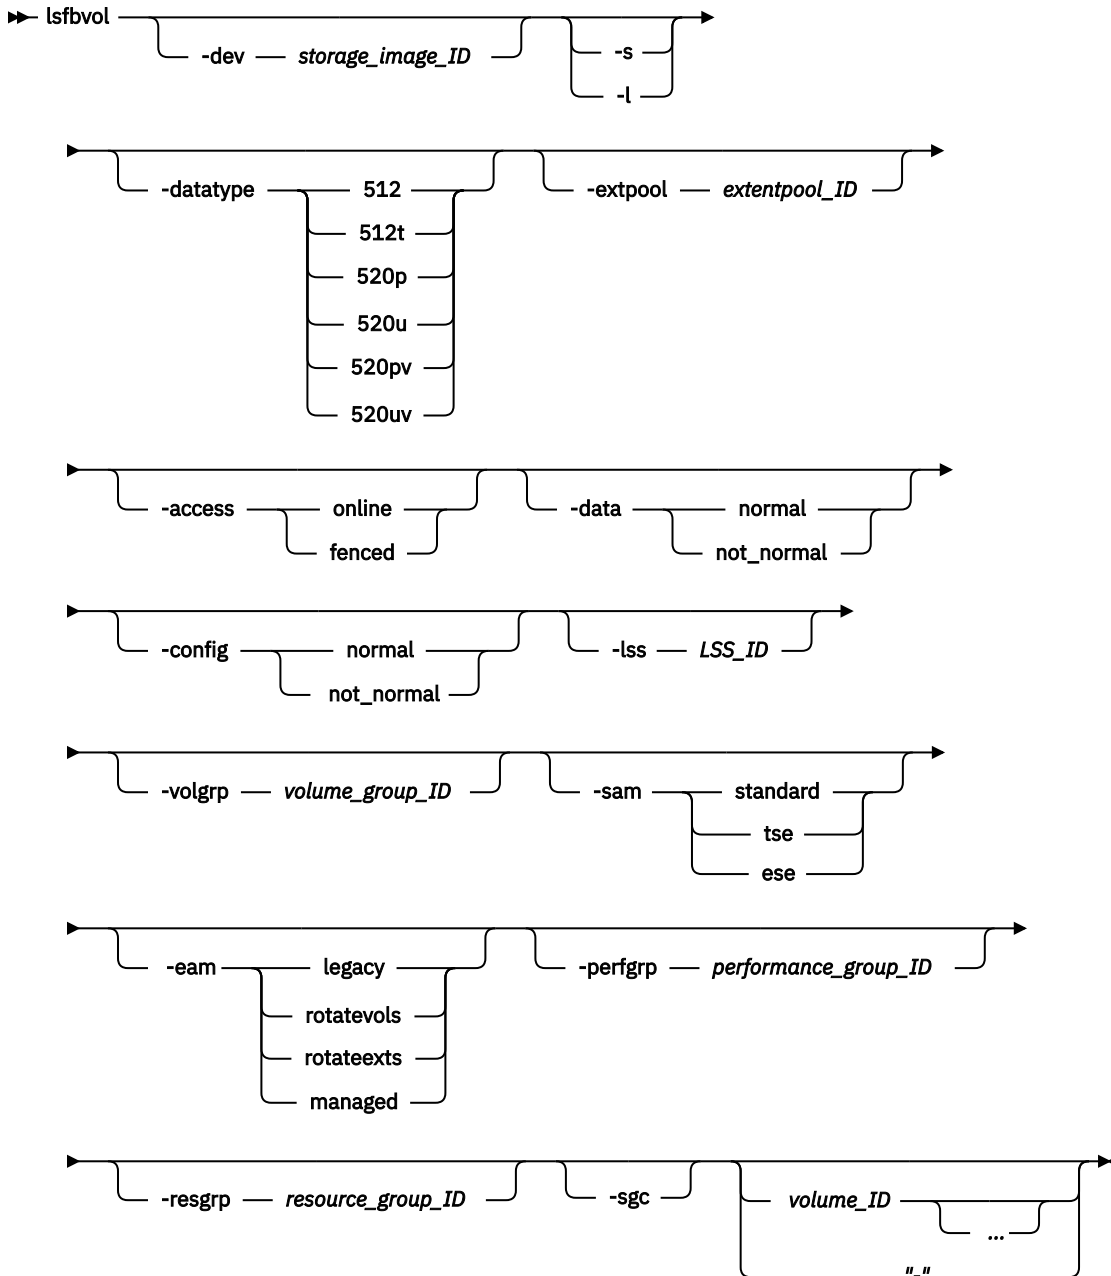 lsfbvol
-dev storage_image_ID -s
-l
-datatype 512 -extpool extentpool_ID
512t
520p
520u
520pv
520uv
-access online -data normal
fenced not_normal
-config normal -lss LSS_ID
not_normal
-volgrp volume_group_ID -sam standard
tse
ese
-eam legacy -perfgrp performance_group_ID
rotatevols
rotateexts
managed
-resgrp resource_group_ID -sgc volume_ID
...
"-"